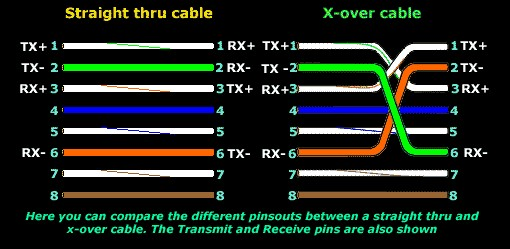 Straight thru cable X-over cable
TX+ 1 1 RX+ TX+1 1 TX+
TX- 2 2 RX- TX -2 2 TX-
RX+ 3 3 TX+ RX+3 3 RX+
4 4 4 4
5 5 5 5
RX- 6 6 TX- RX-6 6 RX-
7 7 7 7
8 8 8 8
Here you can compare the different pinsouts between a straight thru and
x-over cable. The Transmit and Receive pins are also shown